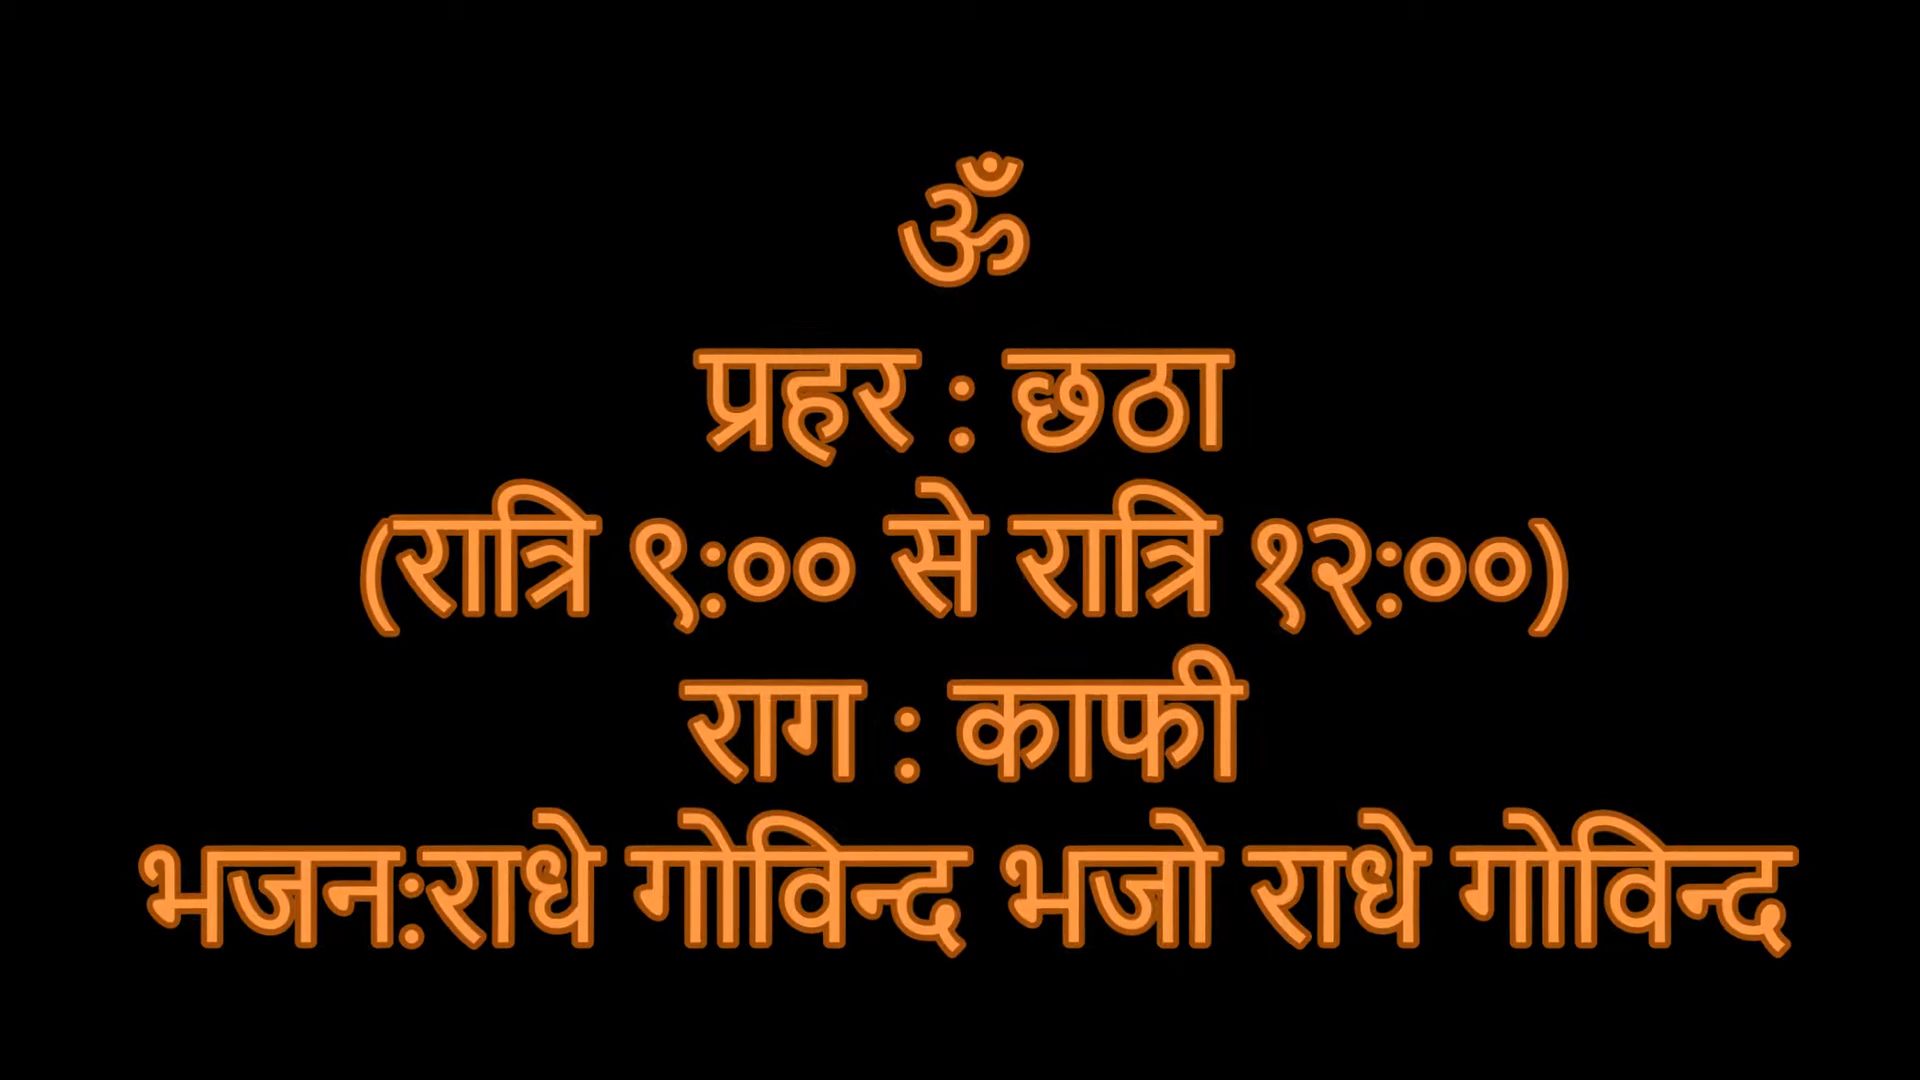 ॐ
प्रहर : छठा
(रात्रि ९:०० से रात्रि १२:००)
राग : काफी
भजन:राधे गोविन्द भजो राधे गोविन्द